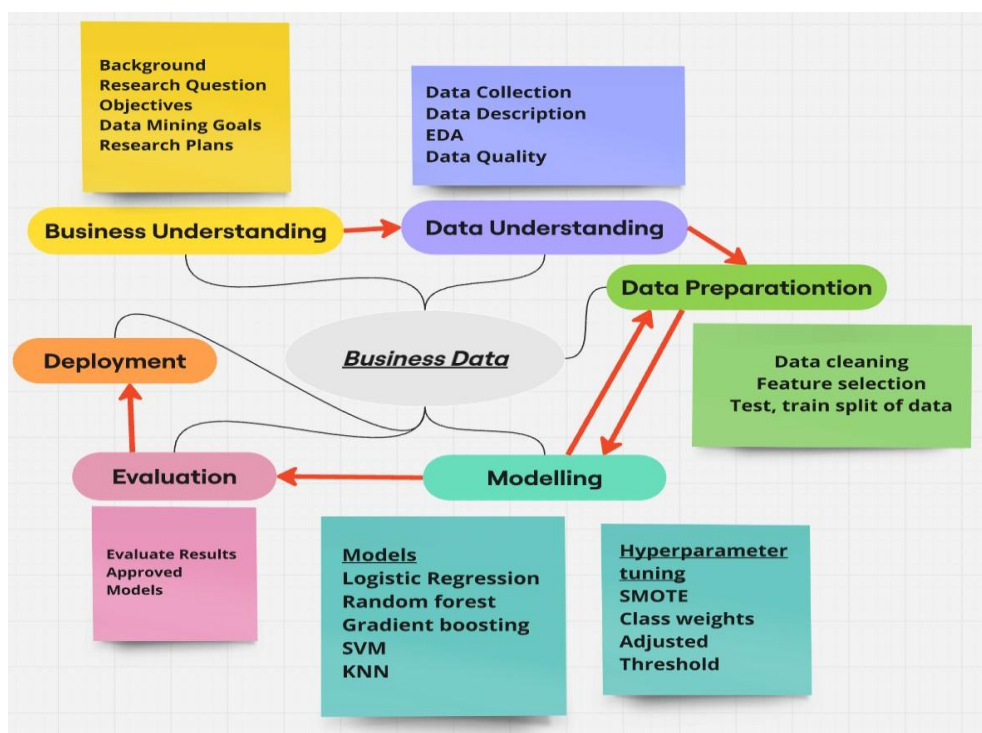 Background
Research Question
Objectives
Data Mining Goals
Research Plans
Data Collection
Data Description
EDA
Data Quality
Business Understanding
Data Understanding
Data Preparationtion
Data cleaning
Feature selection
Test, train split of data
Business Data
Deployment
Evaluation
Modelling
Evaluate Results
Approved
Models
Models
Logistic Regression
Random forest
Gradient boosting
SVM
KNN
Hyperparameter
tuning
SMOTE
Class weights
Adjusted
Threshold